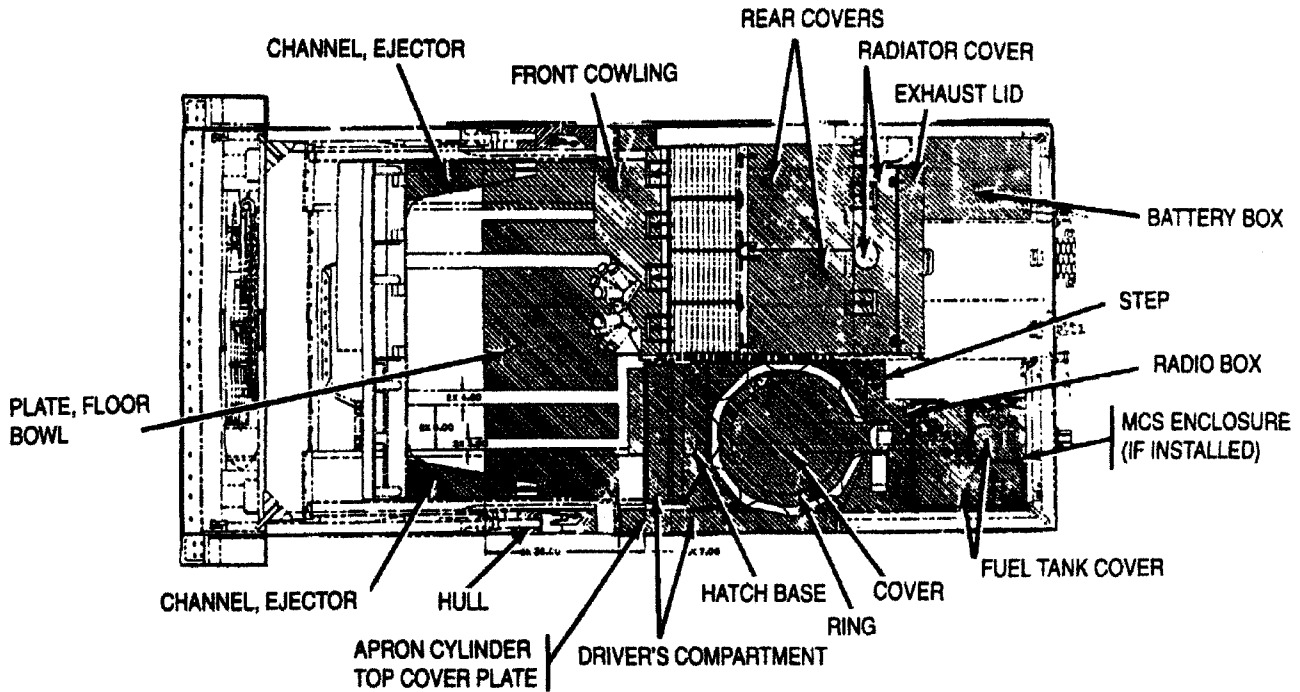 REAR COVERS
CHANNEL, EJECTOR
RADIATOR COVER
FRONT COWLING
EXHAUST LID
BATTERY BOX
STEP
RADIO BOX
PLATE, FLOOR
BOWL
MCS ENCLOSURE
(IF INSTALLED)
FUEL TANK COVER
CHANNEL, EJECTOR
HULL
HATCH BASE
COVER
RING
APRON CYLINDER
TOP COVER PLATE
DRIVER'S COMPARTMENT